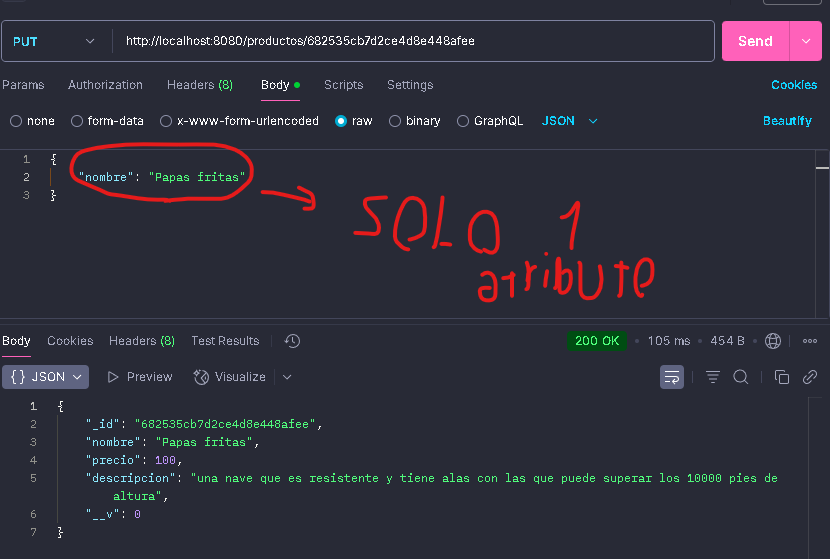 PUT http://localhost:8080/productos/682535cb7d2ce4d8e448afee Send
Params Authorization Headers (8) Body Scripts Settings Cookies
none form-data x-www-form-urlencoded raw binary GraphQL JSON Beautify
1 {
2 "nombre": "Papas fritas"
3 }
SOLO 1
atribute
Body Cookies Headers (8) Test Results 200 OK • 105 ms • 454 B
{} JSON Preview Visualize
1 {
2 "_id": "682535cb7d2ce4d8e448afee",
3 "nombre": "Papas fritas",
4 "precio": 100,
5 "descripcion": "una nave que es resistente y tiene alas con las que puede superar los 10000 pies de
altura",
6 "__v": 0
7 }